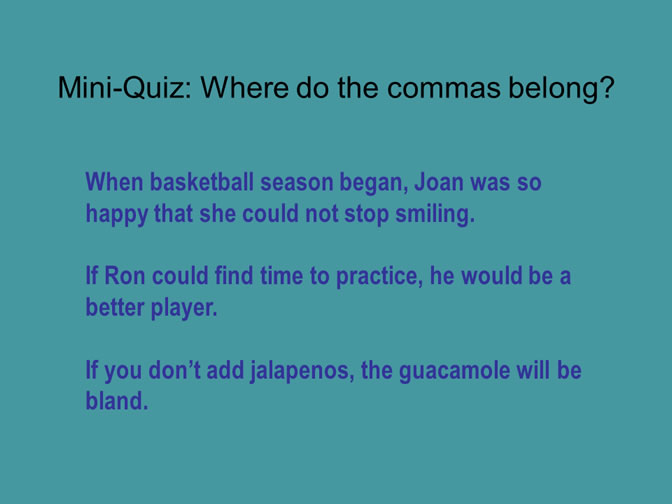 Mini-Quiz: Where do the commas belong?
When basketball season began, Joan was so
happy that she could not stop smiling.
If Ron could find time to practice, he would be a
better player.
If you don’t add jalapenos, the guacamole will be
bland.